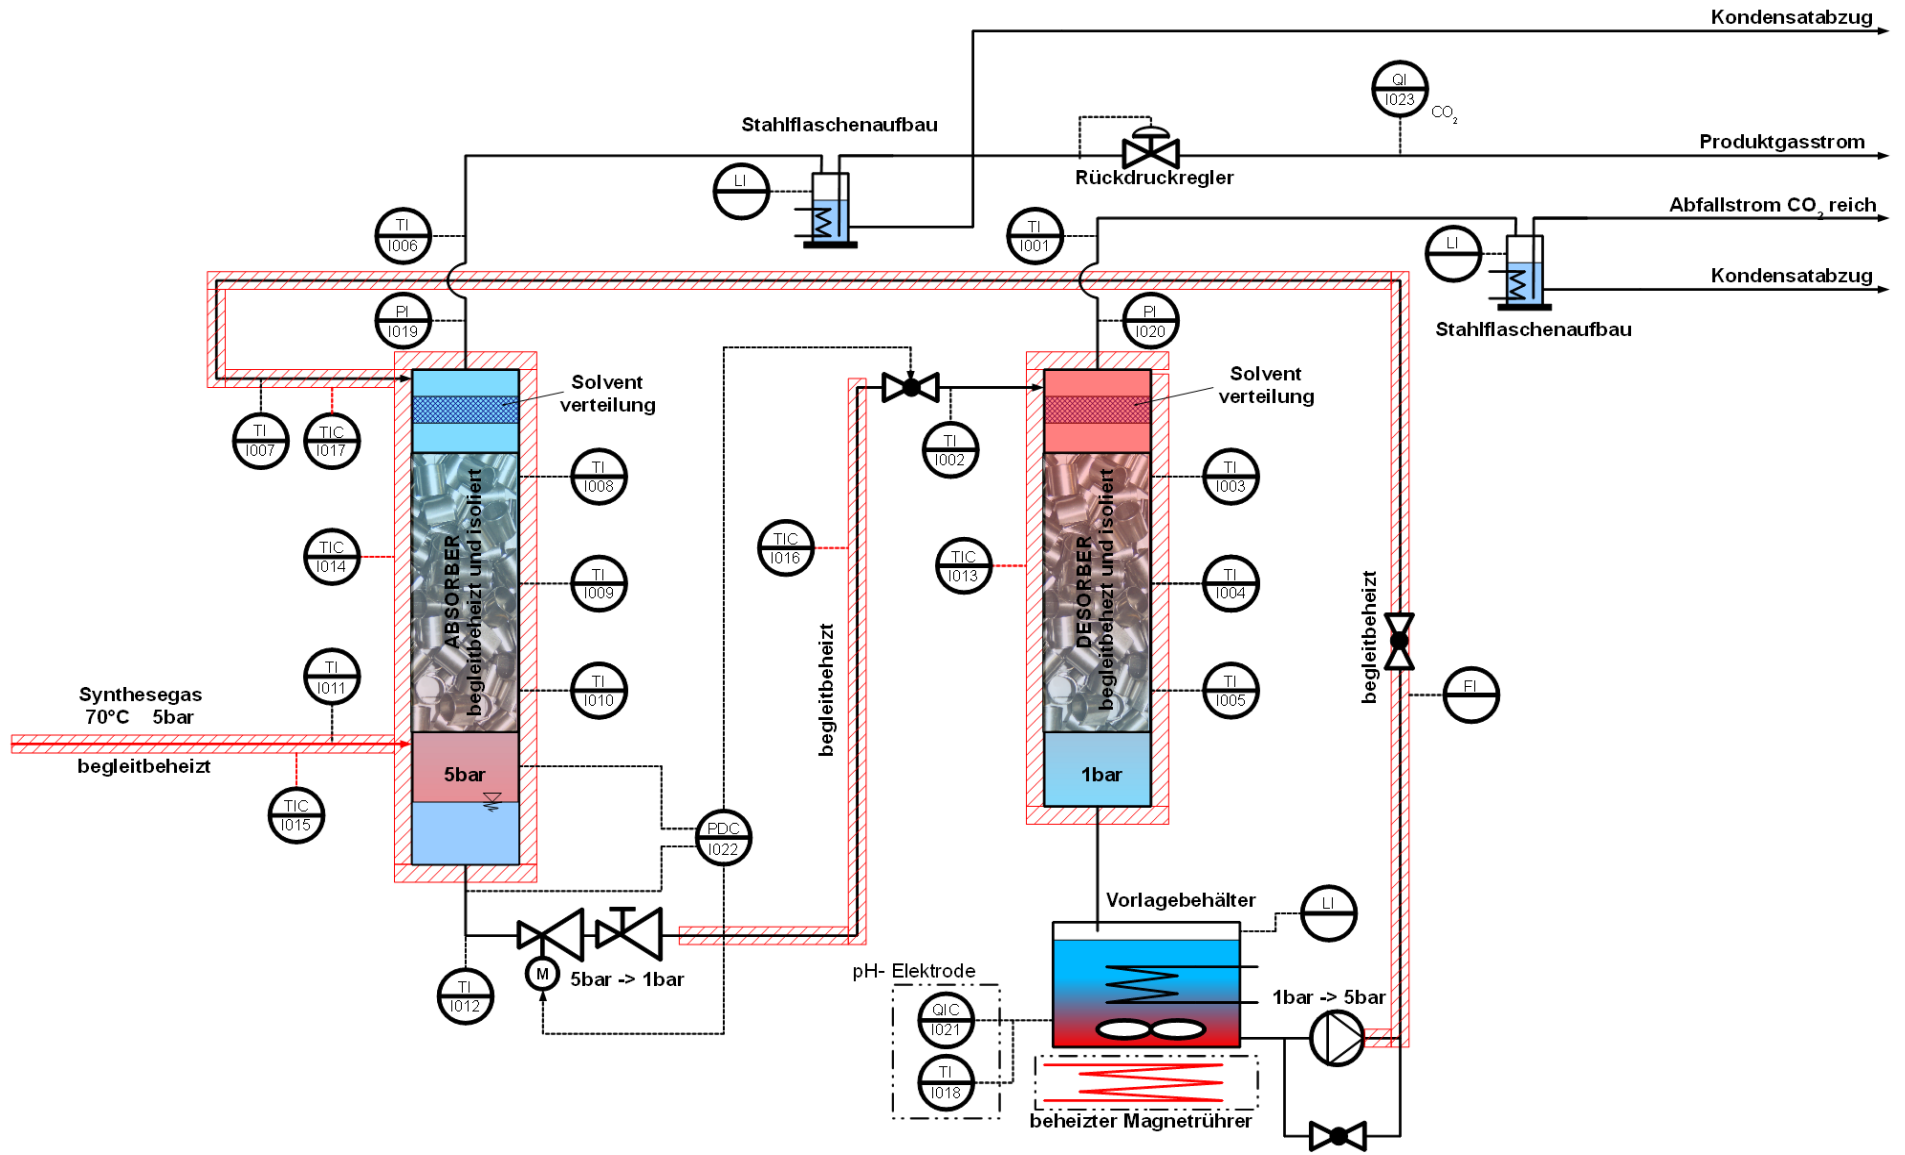 Kondensatabzug
QI
I023
CO2
Stahlflaschenaufbau
Produktgasstrom
LI
Rückdruckregler
Abfallstrom CO2 reich
TI
I006
TI
I001
LI
Kondensatabzug
PI
I019
PI
I020
Stahlflaschenaufbau
Solvent
verteilung
Solvent
verteilung
TI
I007
TIC
I017
TI
I002
TI
I008
TI
I003
ABSORBER
begleitbeheizt und isoliert
DESORBER
begleitbehezt und isoliert
TIC
I014
TIC
I016
TIC
I013
TI
I009
TI
I004
begleitbeheizt
begleitbeheizt
TI
I011
TI
I010
TI
I005
FI
Synthesegas
70°C 5bar
begleitbeheizt
5bar
1bar
TIC
I015
PDC
I022
Vorlagebehälter
LI
M
5bar -> 1bar
TI
I012
pH- Elektrode
QIC
I021
1bar -> 5bar
TI
I018
beheizter Magnetrührer